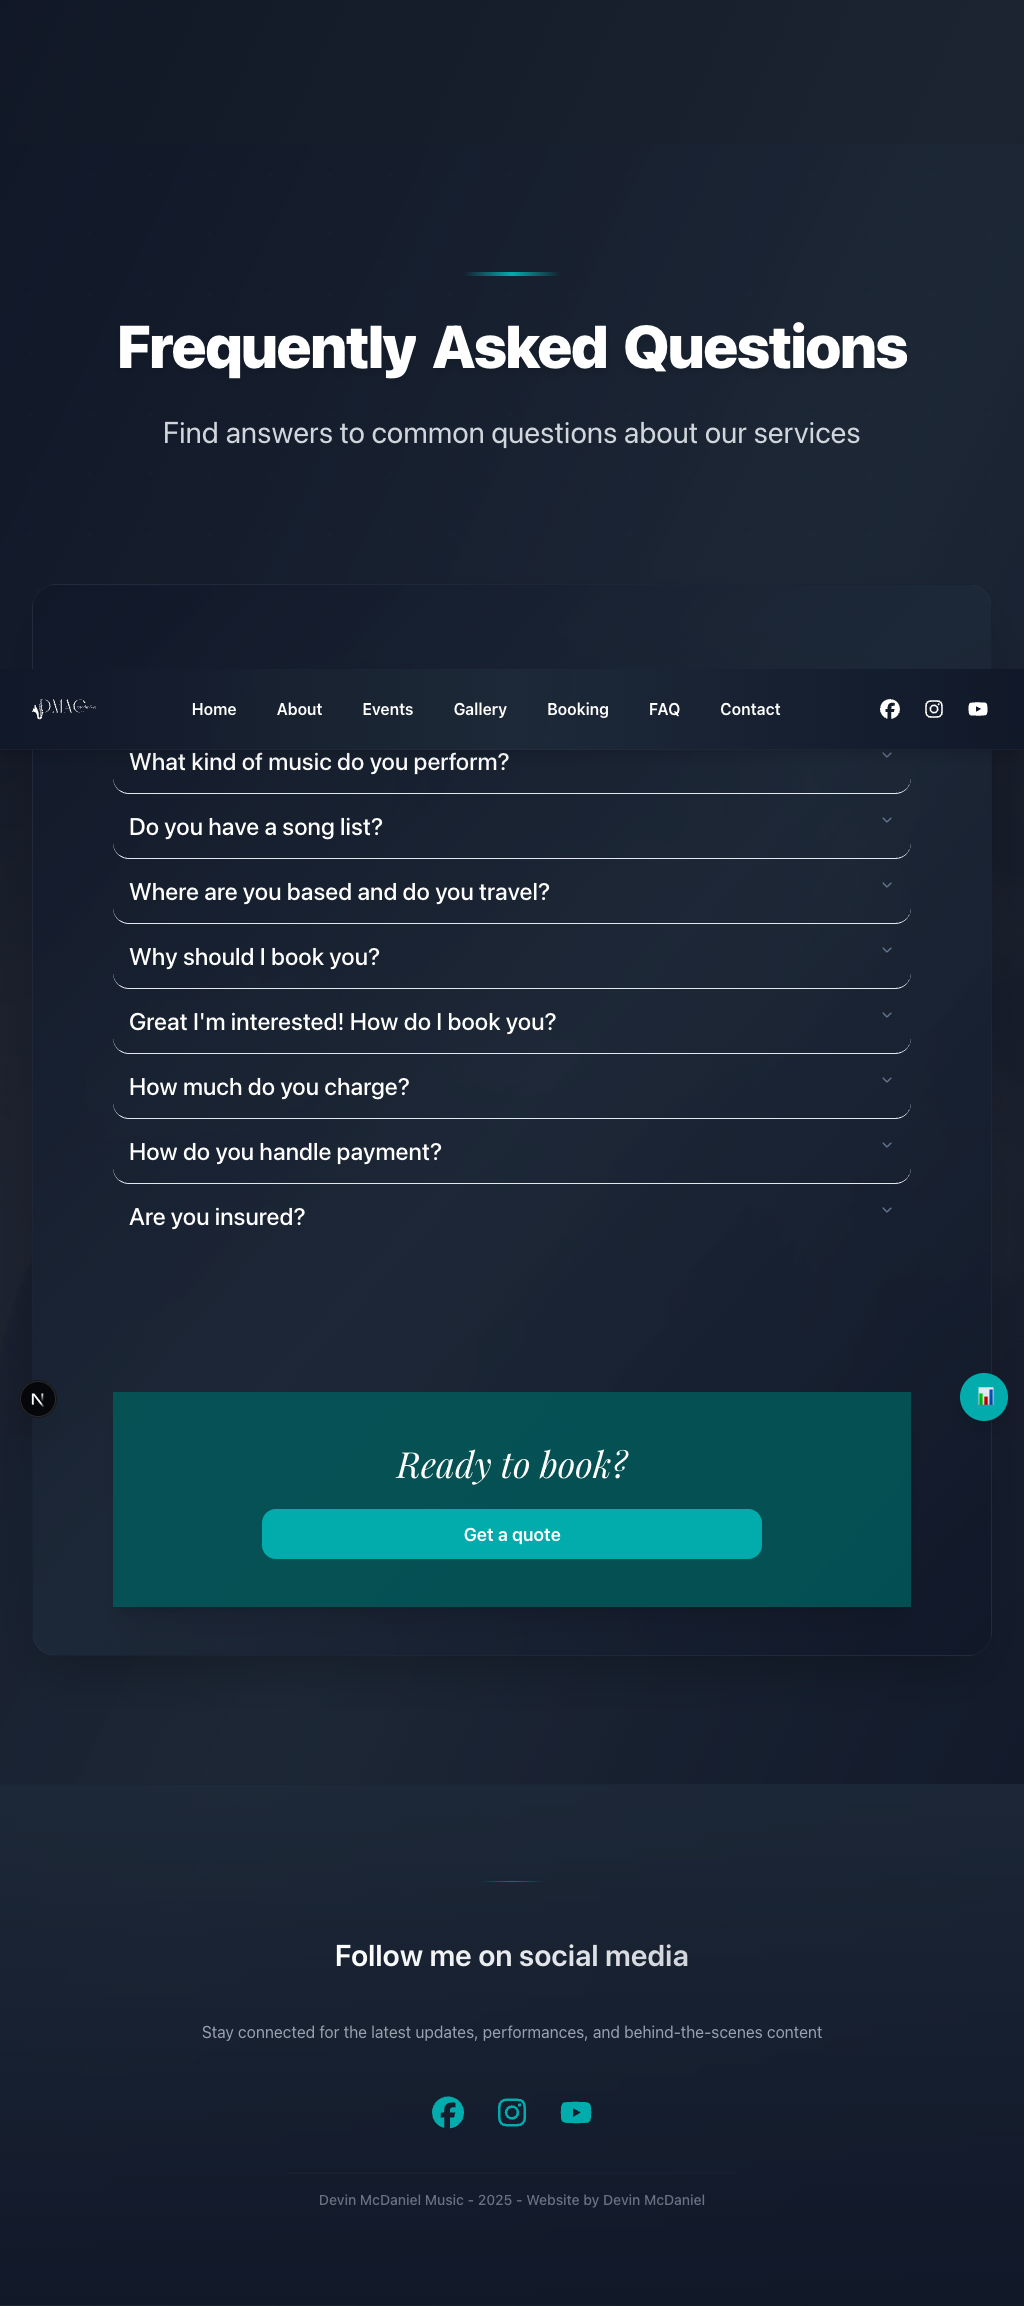 Frequently Asked Questions
Find answers to common questions about our services
DMAC
Home About Events Gallery Booking FAQ Contact
What kind of music do you perform?
Do you have a song list?
Where are you based and do you travel?
Why should I book you?
Great I'm interested! How do I book you?
How much do you charge?
How do you handle payment?
Are you insured?
N
Ready to book?
Get a quote
Follow me on social media
Stay connected for the latest updates, performances, and behind-the-scenes content
Devin McDaniel Music - 2025 - Website by Devin McDaniel